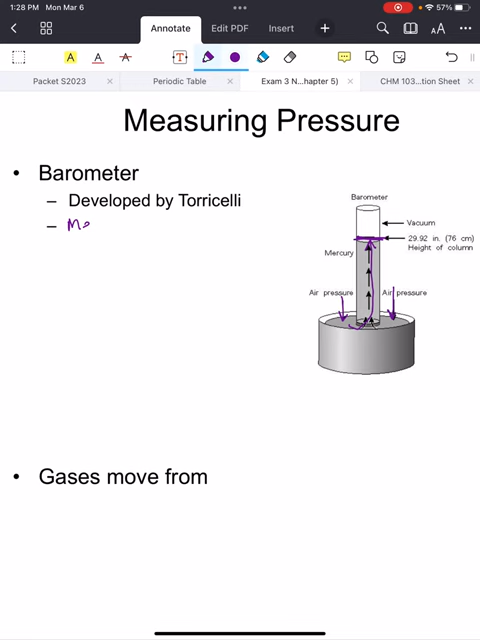 1:28 PM Mon Mar 6
57%
Annotate
Edit PDF
Insert
Packet S2023
Periodic Table
Exam 3 N...hapter 5)
CHM 103...tion Sheet
Measuring Pressure
• Barometer
– Developed by Torricelli
–
Barometer
Vacuum
29.92 in. (76 cm)
Height of column
Mercury
Air pressure
Air pressure
• Gases move from